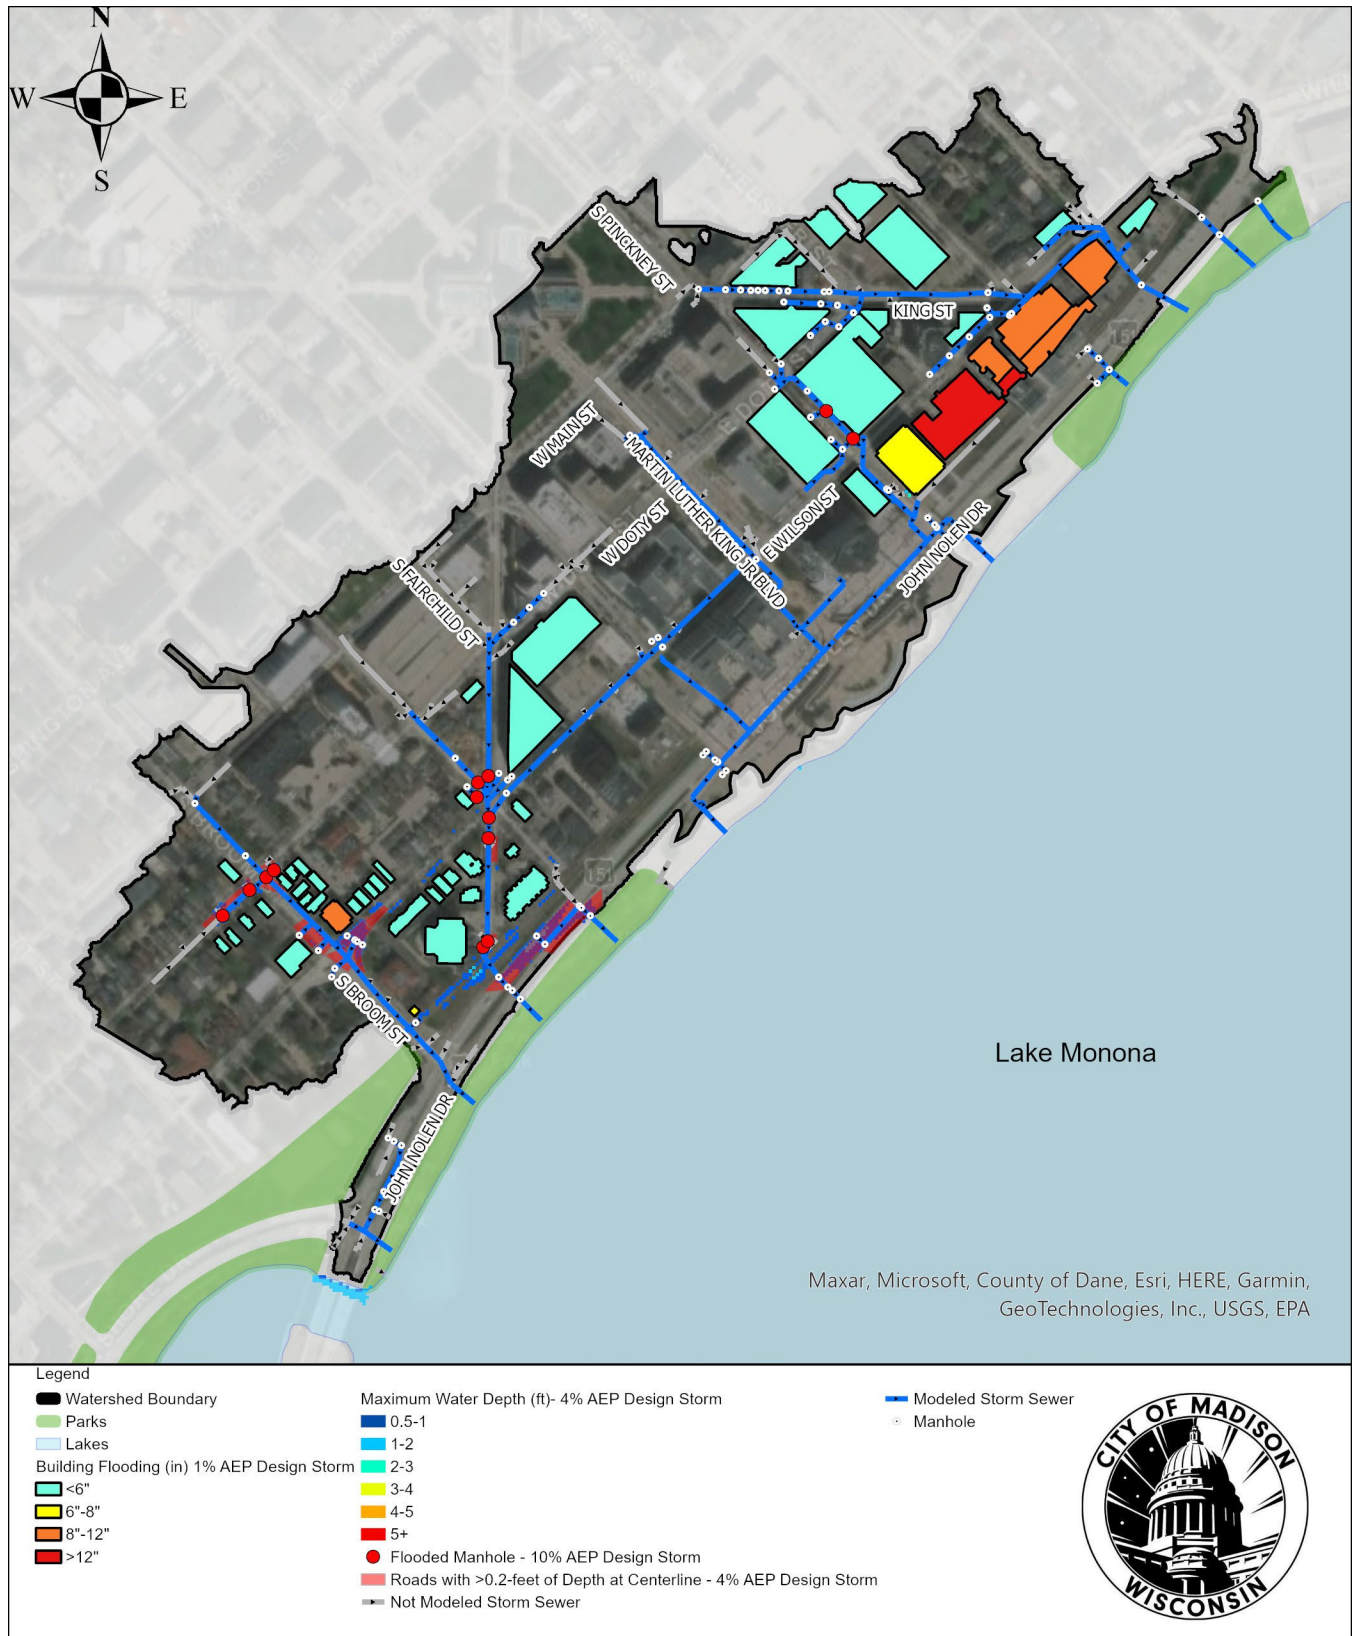 N
W
E
S
S PINCKNEY ST
KING ST
151
W MAIN ST
MARTIN LUTHER KING JR BLVD
W DOTY ST
E WILSON ST
JOHN NOLEN DR
S FAIRCHILD ST
151
S BROOM ST
JOHN NOLEN DR
Lake Monona
Maxar, Microsoft, County of Dane, Esri, HERE, Garmin,
GeoTechnologies, Inc., USGS, EPA
Legend
Watershed Boundary
Parks
Lakes
Building Flooding (in) 1% AEP Design Storm
<6"
6"-8"
8"-12"
>12"
Maximum Water Depth (ft)- 4% AEP Design Storm
0.5-1
1-2
2-3
3-4
4-5
5+
Flooded Manhole - 10% AEP Design Storm
Roads with >0.2-feet of Depth at Centerline - 4% AEP Design Storm
Not Modeled Storm Sewer
Modeled Storm Sewer
Manhole
CITY OF MADISON
WISCONSIN